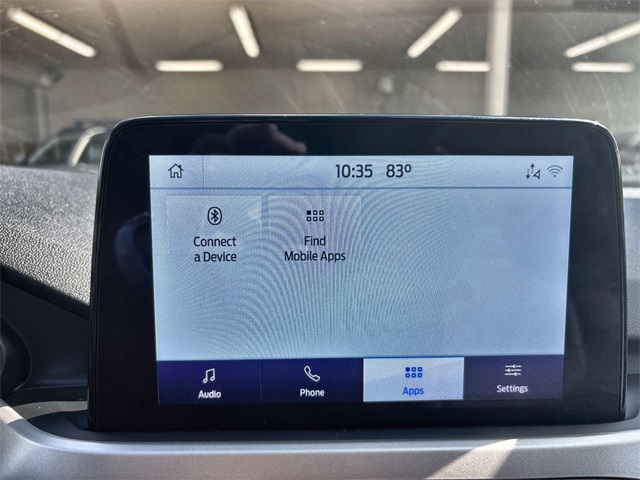 10:35 83°
Connect
a Device
Find
Mobile Apps
Audio
Phone
Apps
Settings